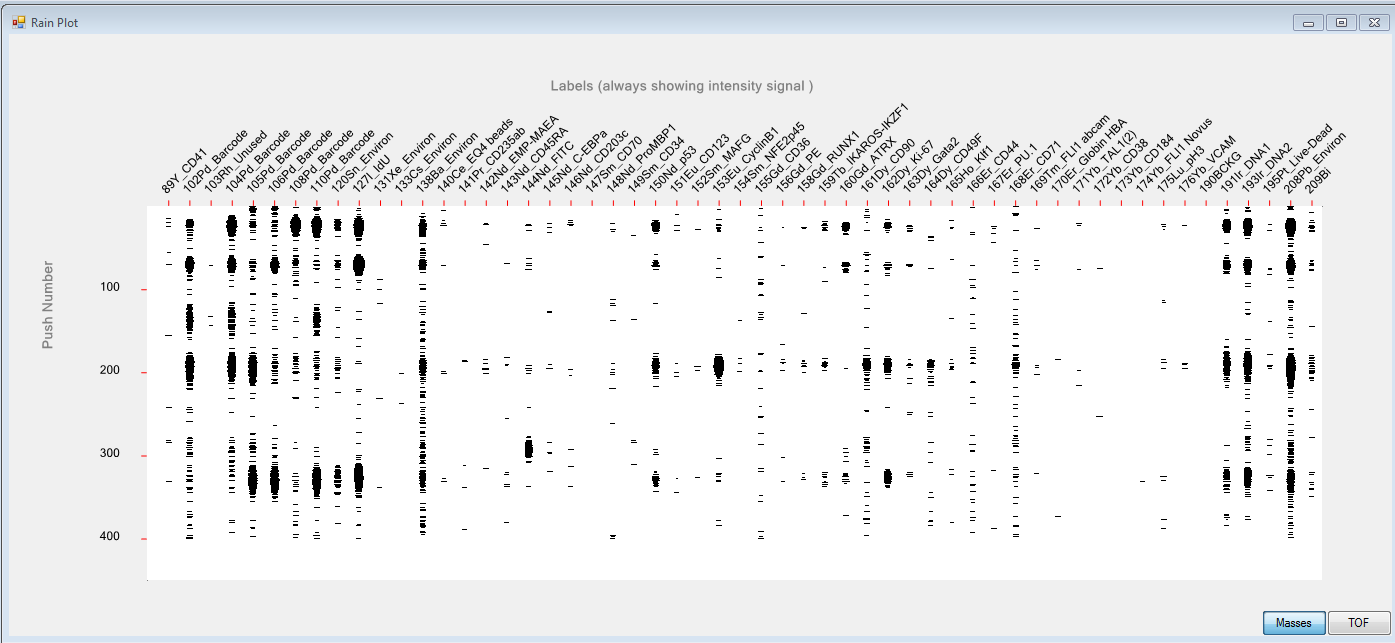 Rain Plot
Labels (always showing intensity signal )
89Y_CD41
102Pd_Barcode
103Rh_Unused
104Pd_Barcode
105Pd_Barcode
106Pd_Barcode
108Pd_Barcode
110Pd_Barcode
120Sn_Environ
127I_IdU
131Xe_Environ
133Cs_Environ
138Ba_Environ
140Ce_EQ4 beads
141Pr_CD235ab
142Nd_EMP-MAEA
143Nd_CD45RA
144Nd_FITC
145Nd_C-EBPa
146Nd_CD203c
147Sm_CD70
148Nd_ProMBP1
149Sm_CD34
150Nd_p53
151Eu_CD123
152Sm_MAFG
153Eu_CyclinB1
154Sm_NFE2p45
155Gd_CD36
156Gd_PE
158Gd_RUNX1
159Tb_IKAROS-IKZF1
160Gd_ATRX
161Dy_CD90
162Dy_Ki-67
163Dy_Gata2
164Dy_CD49F
165Ho_Klf1
166Er_CD44
167Er_PU.1
168Er_CD71
169Tm_FLI1 abcam
170Er_Globin HBA
171Yb_TAL1(2)
172Yb_CD38
173Yb_CD184
174Yb_FLI1 Novus
175Lu_pH3
176Yb_VCAM
190BCKG
191Ir_DNA1
193Ir_DNA2
195Pt_Live-Dead
208Pb_Environ
209Bi
Push Number
100
200
300
400
Masses
TOF